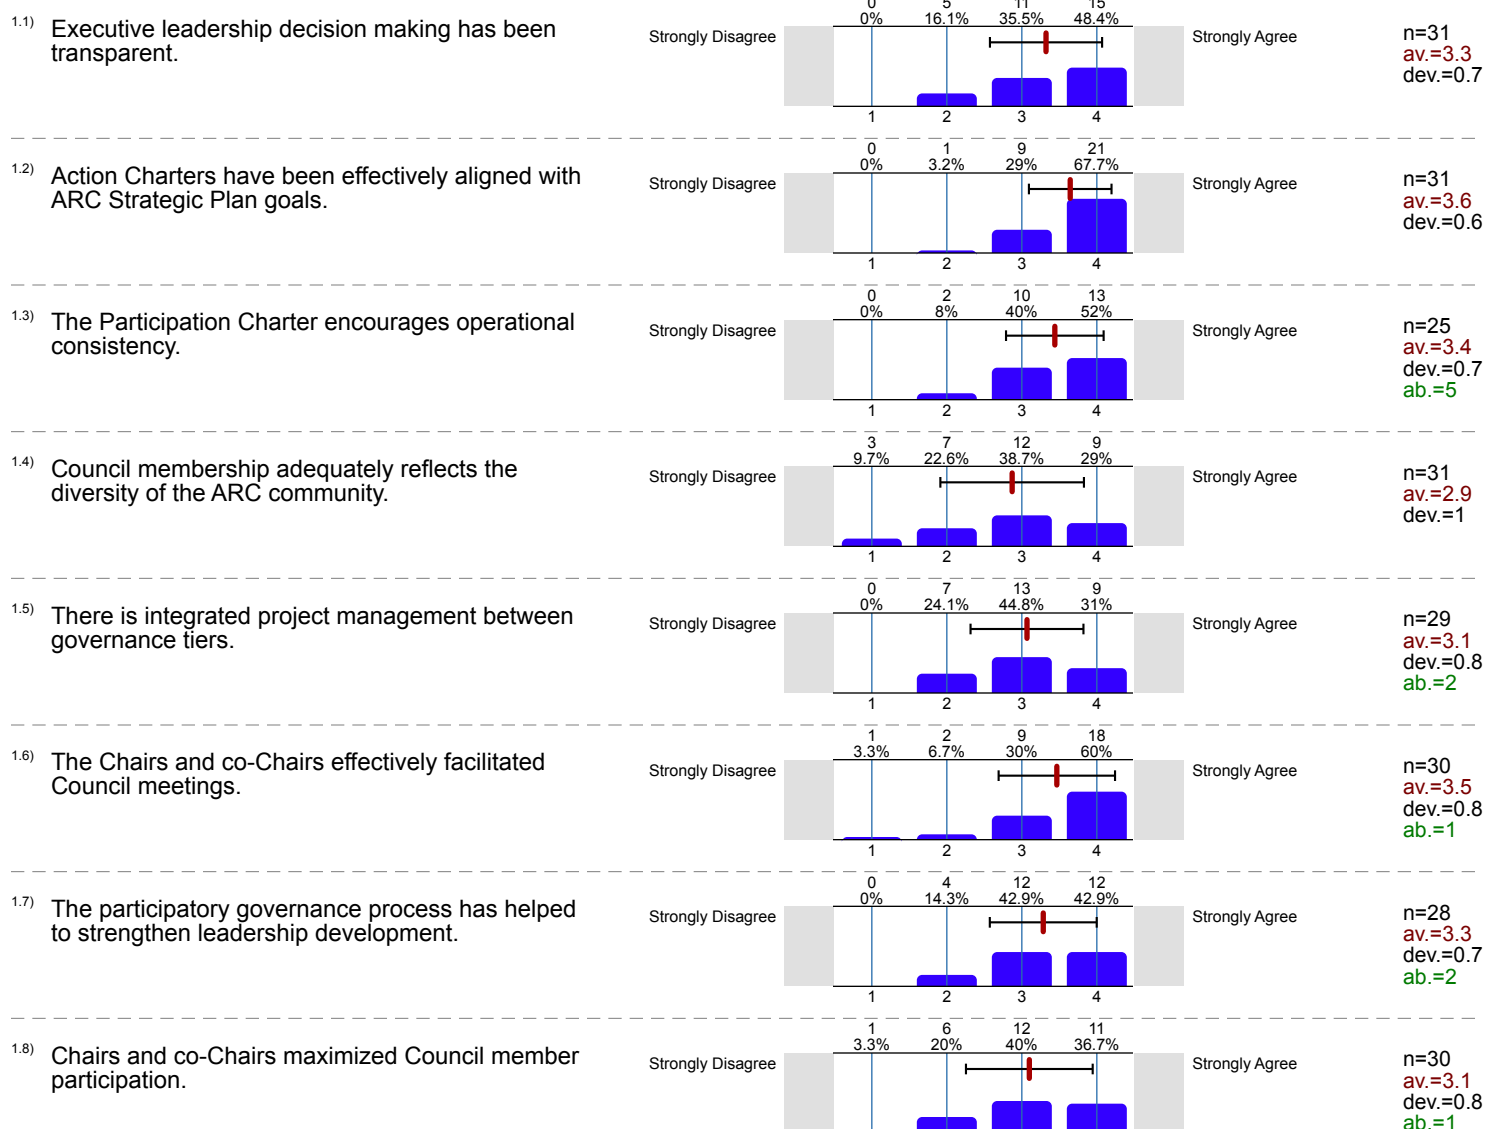 0 5 11 15
0% 16.1% 35.5% 48.4%
1.1) Executive leadership decision making has been
transparent.
Strongly Disagree
Strongly Agree
n=31
av.=3.3
dev.=0.7
1 2 3 4
0 1 9 21
0% 3.2% 29% 67.7%
1.2) Action Charters have been effectively aligned with
ARC Strategic Plan goals.
Strongly Disagree
Strongly Agree
n=31
av.=3.6
dev.=0.6
1 2 3 4
0 2 10 13
0% 8% 40% 52%
1.3) The Participation Charter encourages operational
consistency.
Strongly Disagree
Strongly Agree
n=25
av.=3.4
dev.=0.7
ab.=5
1 2 3 4
3 7 12 9
9.7% 22.6% 38.7% 29%
1.4) Council membership adequately reflects the
diversity of the ARC community.
Strongly Disagree
Strongly Agree
n=31
av.=2.9
dev.=1
1 2 3 4
0 7 13 9
0% 24.1% 44.8% 31%
1.5) There is integrated project management between
governance tiers.
Strongly Disagree
Strongly Agree
n=29
av.=3.1
dev.=0.8
ab.=2
1 2 3 4
1 2 9 18
3.3% 6.7% 30% 60%
1.6) The Chairs and co-Chairs effectively facilitated
Council meetings.
Strongly Disagree
Strongly Agree
n=30
av.=3.5
dev.=0.8
ab.=1
1 2 3 4
0 4 12 12
0% 14.3% 42.9% 42.9%
1.7) The participatory governance process has helped
to strengthen leadership development.
Strongly Disagree
Strongly Agree
n=28
av.=3.3
dev.=0.7
ab.=2
1 2 3 4
1 6 12 11
3.3% 20% 40% 36.7%
1.8) Chairs and co-Chairs maximized Council member
participation.
Strongly Disagree
Strongly Agree
n=30
av.=3.1
dev.=0.8
ab.=1